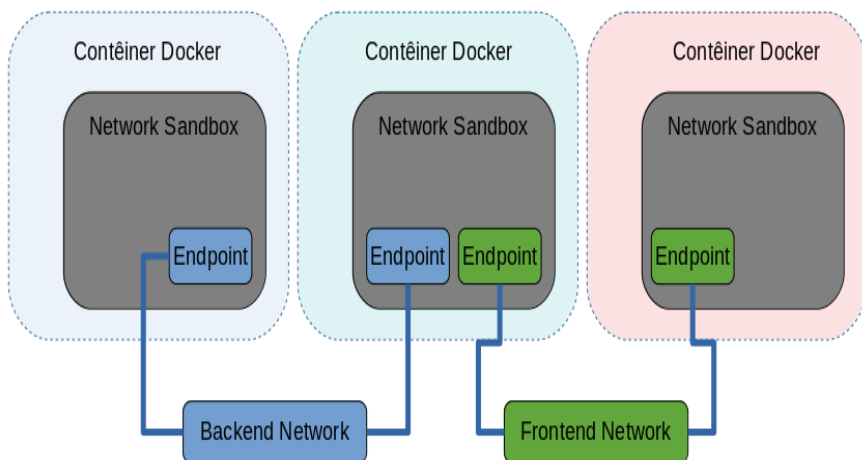 Contêiner Docker
Contêiner Docker
Contêiner Docker
Network Sandbox
Network Sandbox
Network Sandbox
Endpoint
Endpoint
Endpoint
Endpoint
Backend Network
Frontend Network